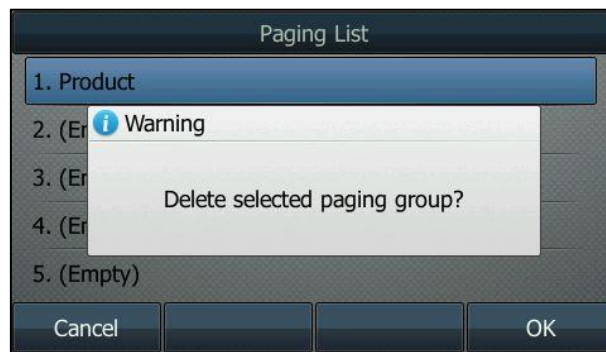 Paging List
1. Product
2. (Er
Warning
3. (Er
Delete selected paging group?
4. (Er
5. (Empty)
Cancel
OK